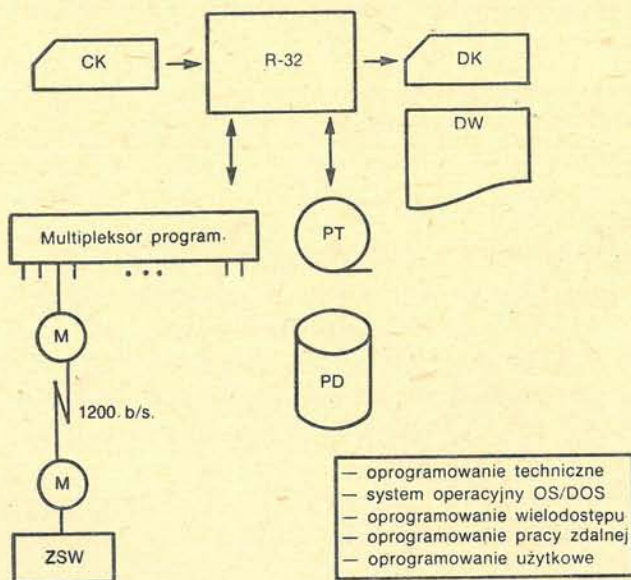 CK
R-32
DK
DW
Multipleksor program.
PT
M
1200. b/s.
PD
M
ZSW
— oprogramowanie techniczne
— system operacyjny OS/DOS
— oprogramowanie wielodostępu
— oprogramowanie pracy zdalnej
— oprogramowanie użytkowe